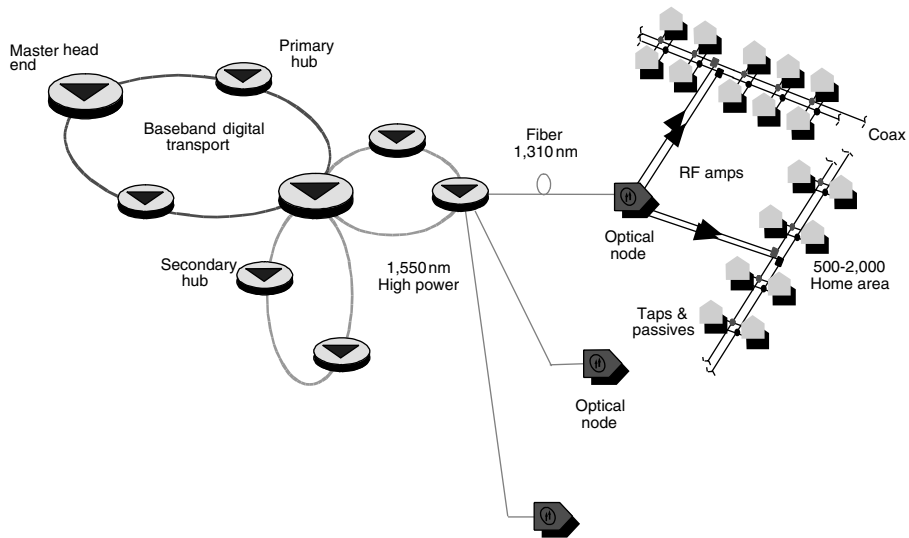 Master head
end
Primary
hub
Baseband digital
transport
Fiber
1,310 nm
Coax
RF amps
Optical
node
Secondary
hub
1,550 nm
High power
500-2,000
Home area
Taps &
passives
Optical
node